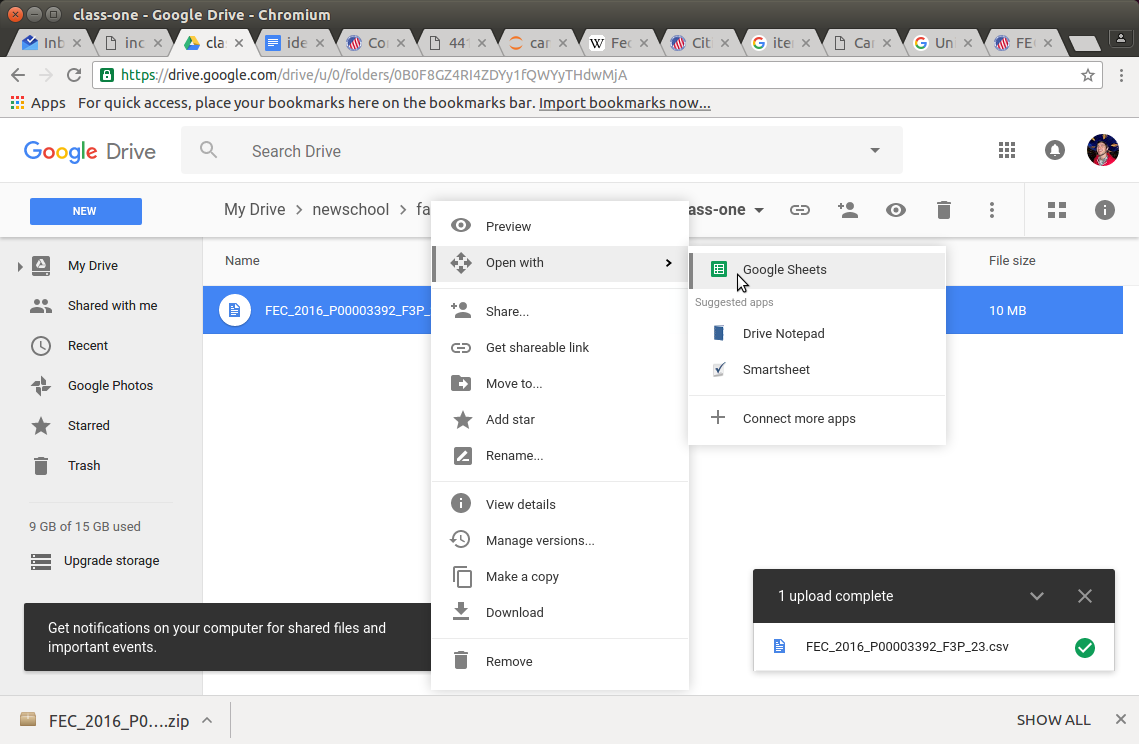 class-one - Google Drive - Chromium
Inb
inc
cla
ide
Co
441
car
W Fec
Cit
iter
Ca
Un
FE
https://drive.google.com/drive/u/0/folders/0B0F8GZ4RI4ZDYy1fQWYyTHdwMjA
Apps For quick access, place your bookmarks here on the bookmarks bar. Import bookmarks now...
Google Drive
Search Drive
NEW
My Drive > newschool > fa
ass-one
My Drive
Shared with me
Recent
Google Photos
Starred
Trash
9 GB of 15 GB used
Upgrade storage
Name
File size
FEC_2016_P00003392_F3P_
10 MB
Preview
Open with
Share...
Get shareable link
Move to...
Add star
Rename...
View details
Manage versions...
Make a copy
Download
Remove
Google Sheets
Suggested apps
Drive Notepad
Smartsheet
Connect more apps
Get notifications on your computer for shared files and
important events.
1 upload complete
FEC_2016_P00003392_F3P_23.csv
FEC_2016_P0....zip
SHOW ALL